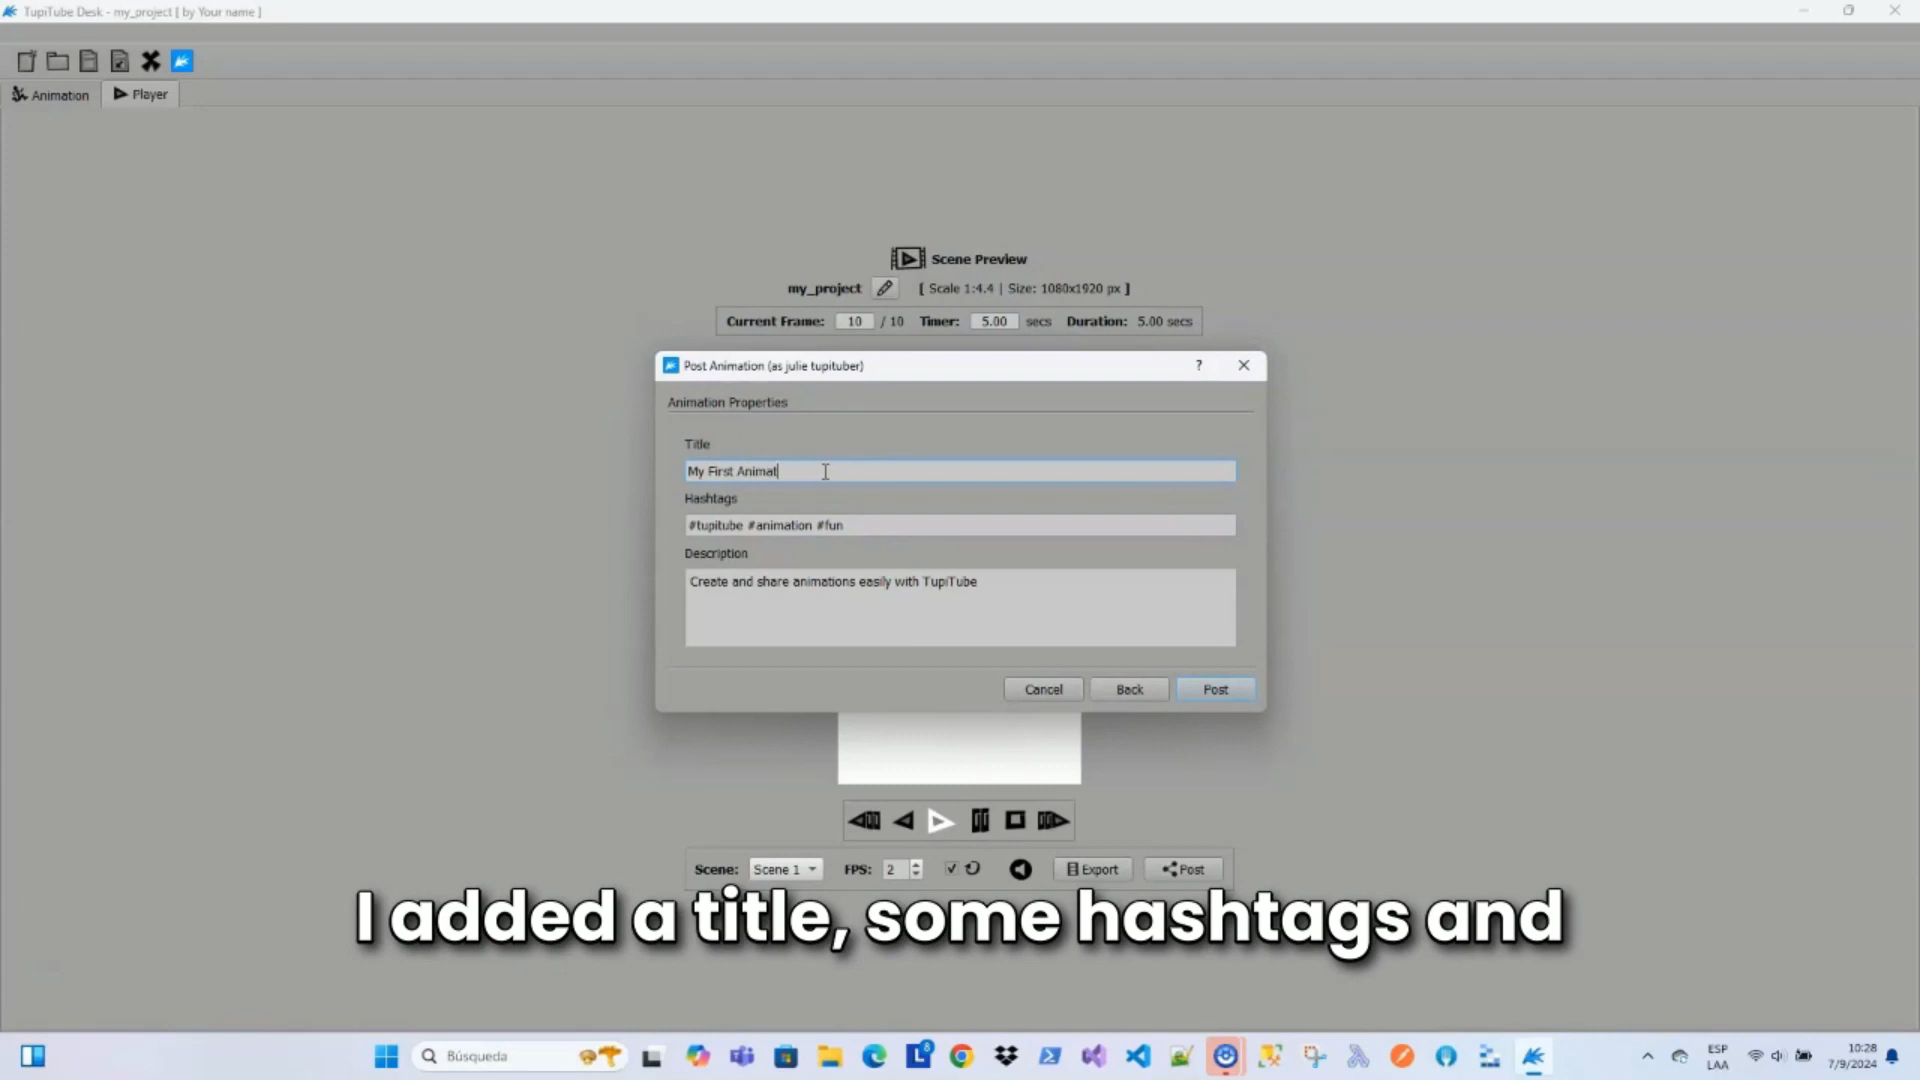 TupiTube Desk - my_project [ by Your name ]
Animation
Player
Scene Preview
my_project [ Scale 1:4.4 | Size: 1080x1920 px ]
Current Frame: 10 / 10 Timer: 5.00 secs Duration: 5.00 secs
Post Animation (as julie tupituber) ?
Animation Properties
Title
My First Animat
Hashtags
#tupitube #animation #fun
Description
Create and share animations easily with TupiTube
Cancel Back Post
Scene: Scene 1 FPS: 2 Export Post
I added a title, some hashtags and
Búsqueda
L 8
ESP
LAA
10:28
7/9/2024